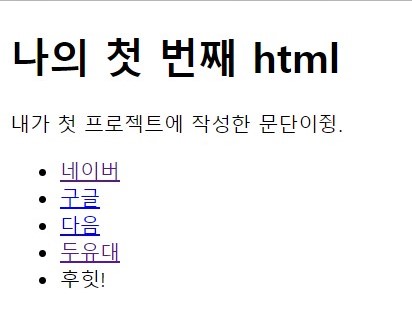 나의 첫 번째 html
내가 첫 프로젝트에 작성한 문단이쥥.
네이버
구글
다음
두유대
후힛!